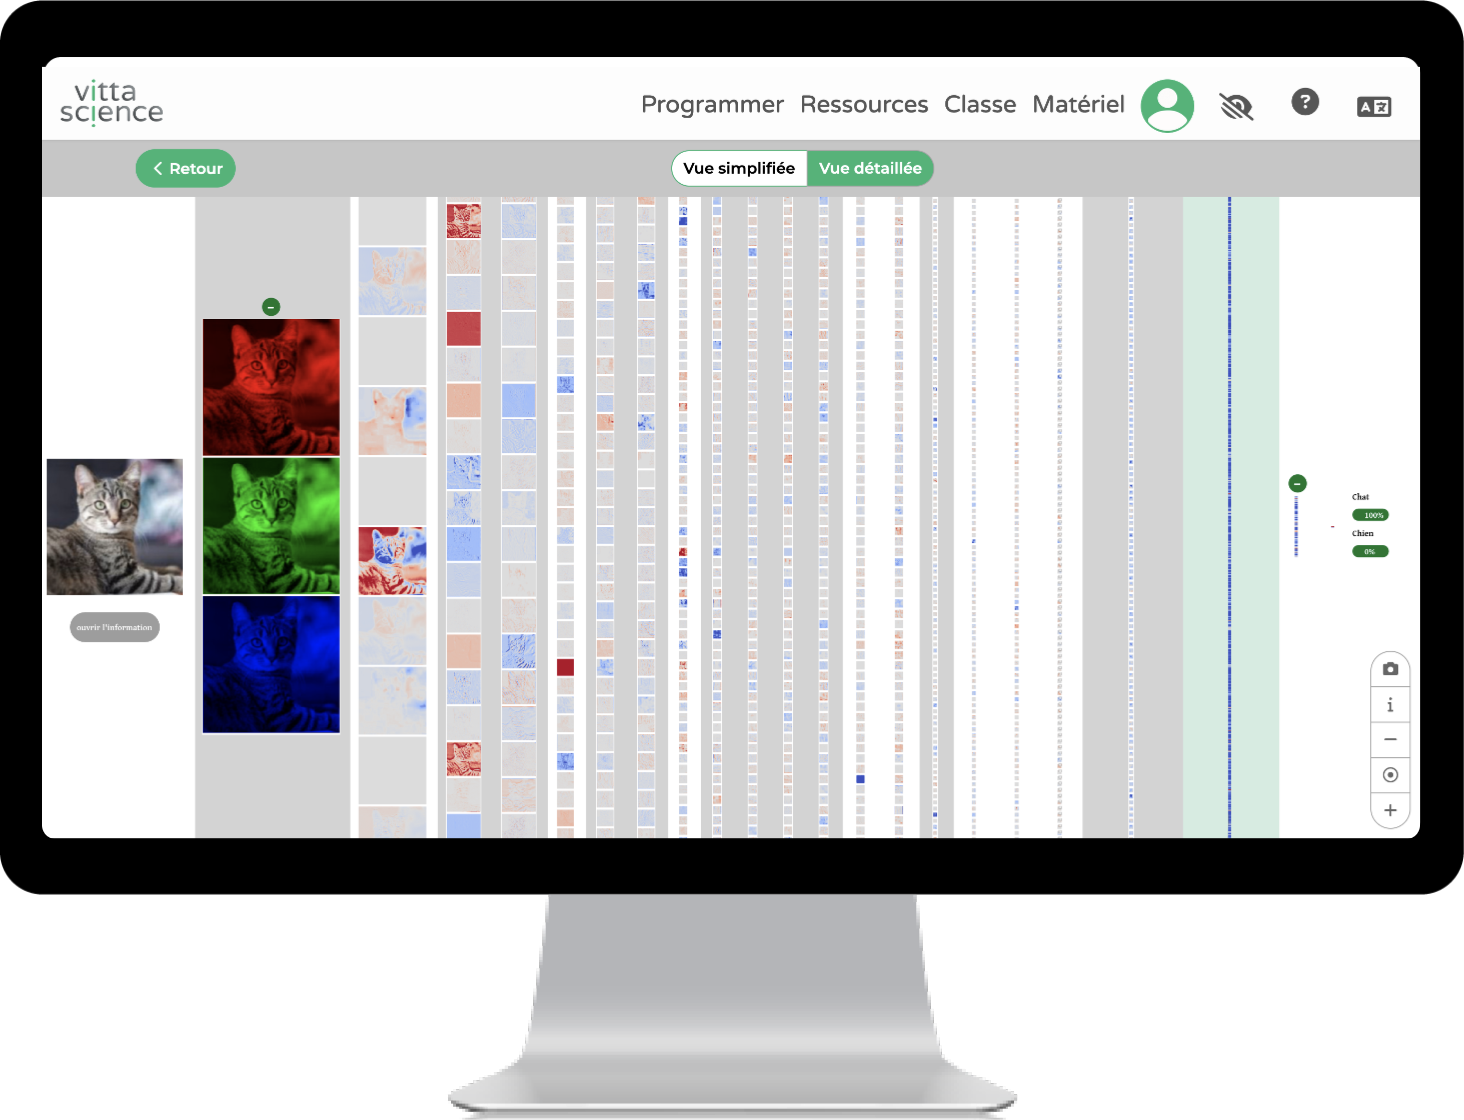 vitta
science
Programmer Ressources Classe Matériel
? A
Retour
Vue simplifiée Vue détaillée
ouvrir l'information
Chat
100%
Chien
0%
i